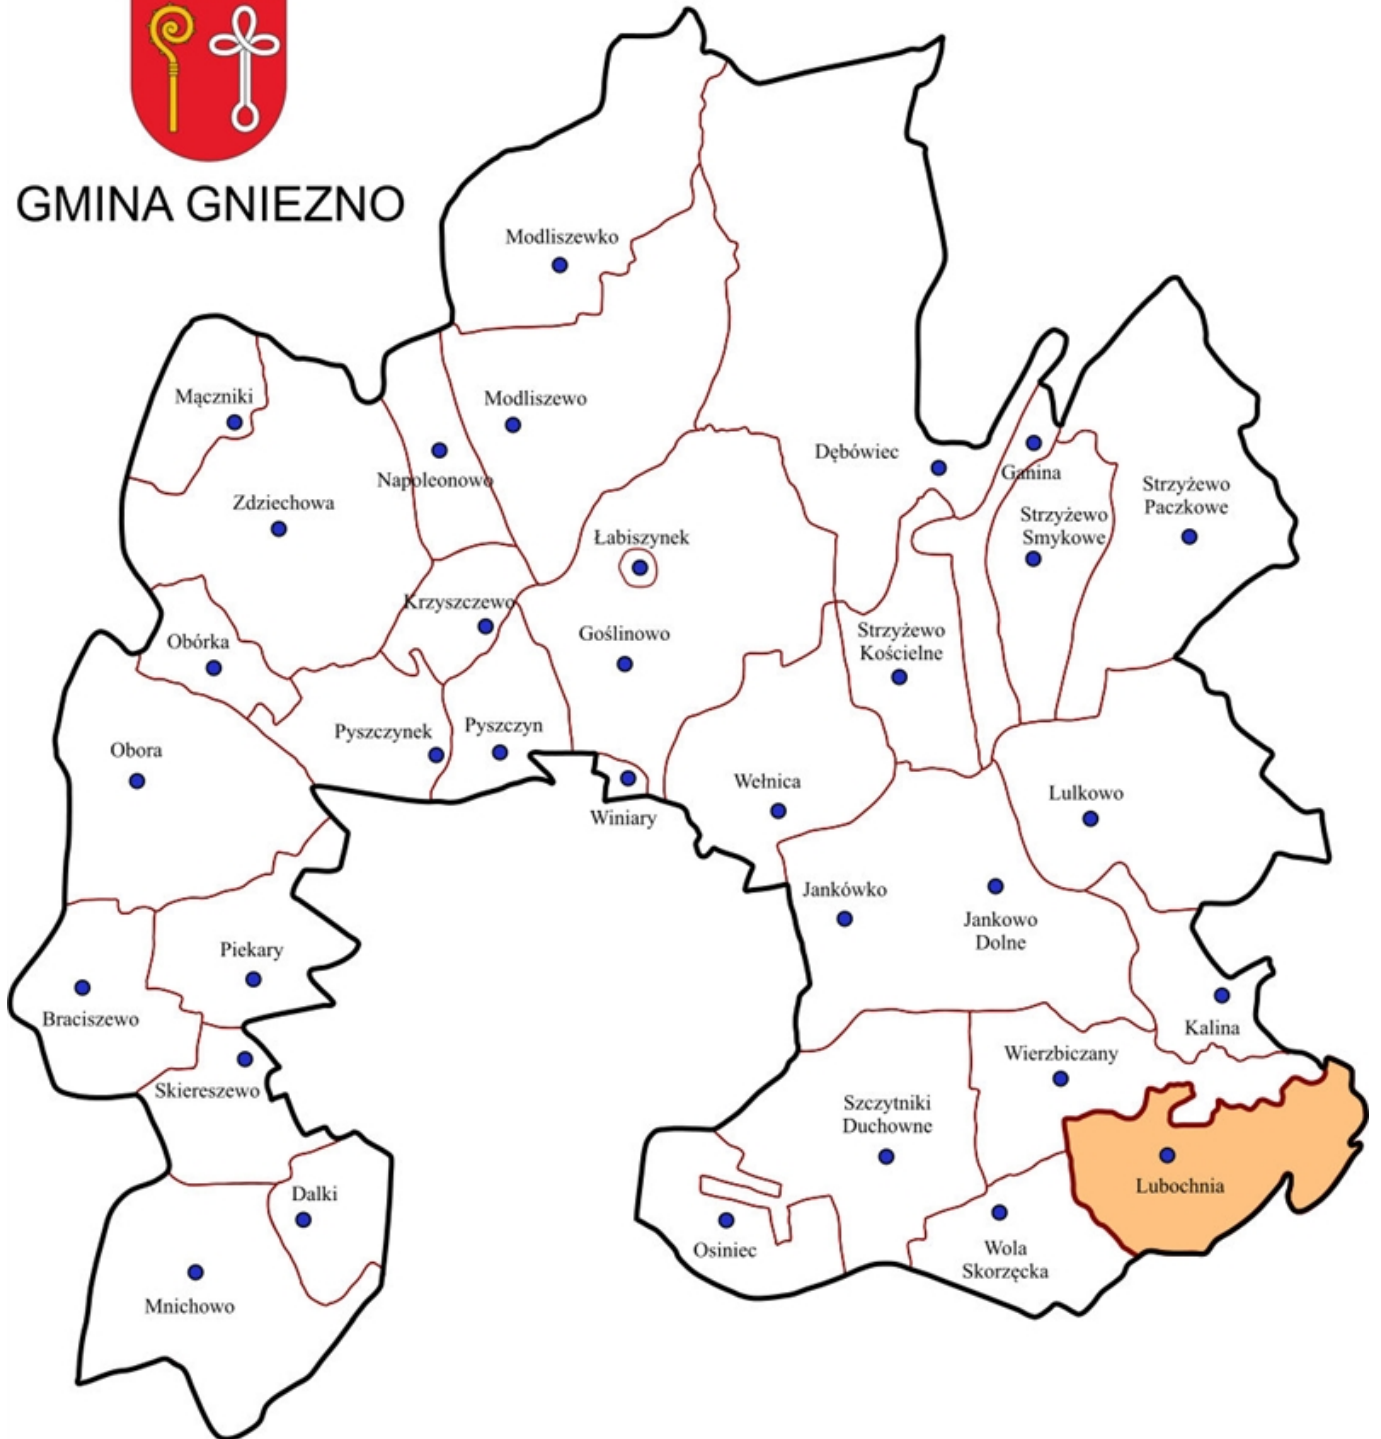 GMINA GNIEZNO
Modliszewko
Mączniki
Modliszewo
Napoleonowo
Dębówiec
Ganina
Zdziechowa
Strzyżewo
Paczkowe
Strzyżewo
Smykowe
Łabiszynek
Krzyszczewo
Obórka
Goślinowo
Strzyżewo
Kościelne
Obora
Pyszczynek
Pyszczyn
Wełnica
Lulkowo
Winiary
Jankówko
Jankowo
Dolne
Piekary
Braciszewo
Kalina
Skiereszewo
Wierzbiczany
Szczytniki
Duchowne
Lubochnia
Dalki
Osiniec
Wola
Skorzęcka
Mnichowo